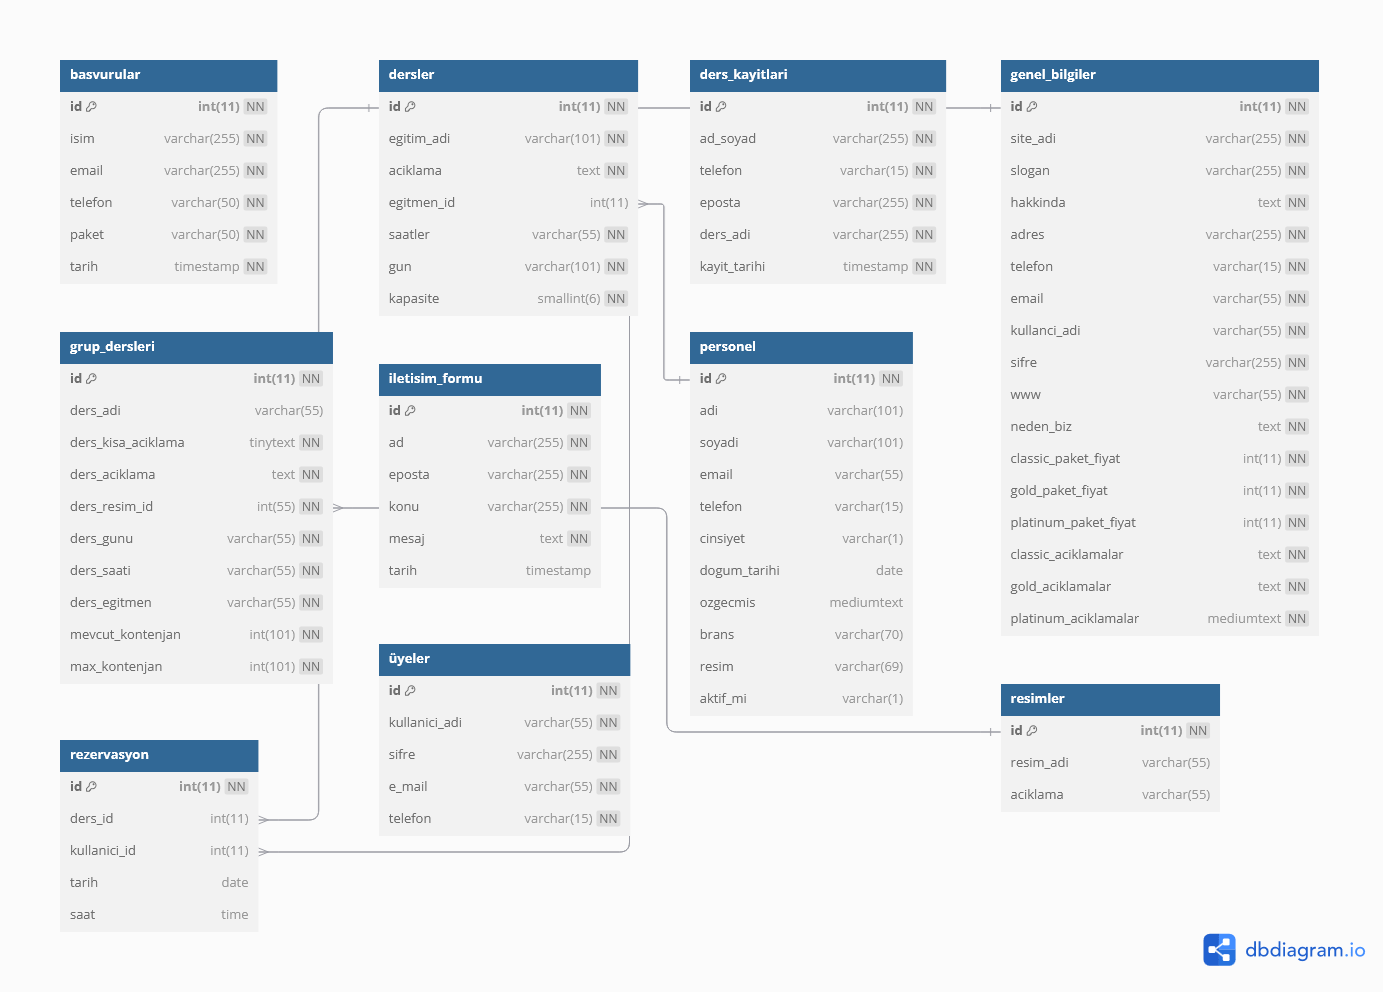 basvurular
id int(11) NN
isim varchar(255) NN
email varchar(255) NN
telefon varchar(50) NN
paket varchar(50) NN
tarih timestamp NN
dersler
id int(11) NN
egitim_adi varchar(101) NN
aciklama text NN
egitmen_id int(11)
saatler varchar(55) NN
gun varchar(101) NN
kapasite smallint(6) NN
ders_kayitlari
id int(11) NN
ad_soyad varchar(255) NN
telefon varchar(15) NN
eposta varchar(255) NN
ders_adi varchar(255) NN
kayit_tarihi timestamp NN
genel_bilgiler
id int(11) NN
site_adi varchar(255) NN
slogan varchar(255) NN
hakkinda text NN
adres varchar(255) NN
telefon varchar(15) NN
email varchar(55) NN
kullanci_adi varchar(55) NN
sifre varchar(255) NN
www varchar(55) NN
neden_biz text NN
classic_paket_fiyat int(11) NN
gold_paket_fiyat int(11) NN
platinum_paket_fiyat int(11) NN
classic_aciklamalar text NN
gold_aciklamalar text NN
platinum_aciklamalar mediumtext NN
grup_dersleri
id int(11) NN
ders_adi varchar(55)
ders_kisa_aciklama tinytext NN
ders_aciklama text NN
ders_resim_id int(55) NN
ders_gunu varchar(55) NN
ders_saati varchar(55) NN
ders_egitmen varchar(55) NN
mevcut_kontenjan int(101) NN
max_kontenjan int(101) NN
iletisim_formu
id int(11) NN
ad varchar(255) NN
eposta varchar(255) NN
konu varchar(255) NN
mesaj text NN
tarih timestamp
personel
id int(11) NN
adi varchar(101)
soyadi varchar(101)
email varchar(55)
telefon varchar(15)
cinsiyet varchar(1)
dogum_tarihi date
ozgecmis mediumtext
brans varchar(70)
resim varchar(69)
aktif_mi varchar(1)
üyeler
id int(11) NN
kullanici_adi varchar(55) NN
sifre varchar(255) NN
e_mail varchar(55) NN
telefon varchar(15) NN
resimler
id int(11) NN
resim_adi varchar(55)
aciklama varchar(55)
rezervasyon
id int(11) NN
ders_id int(11)
kullanici_id int(11)
tarih date
saat time
dbdiagram.io